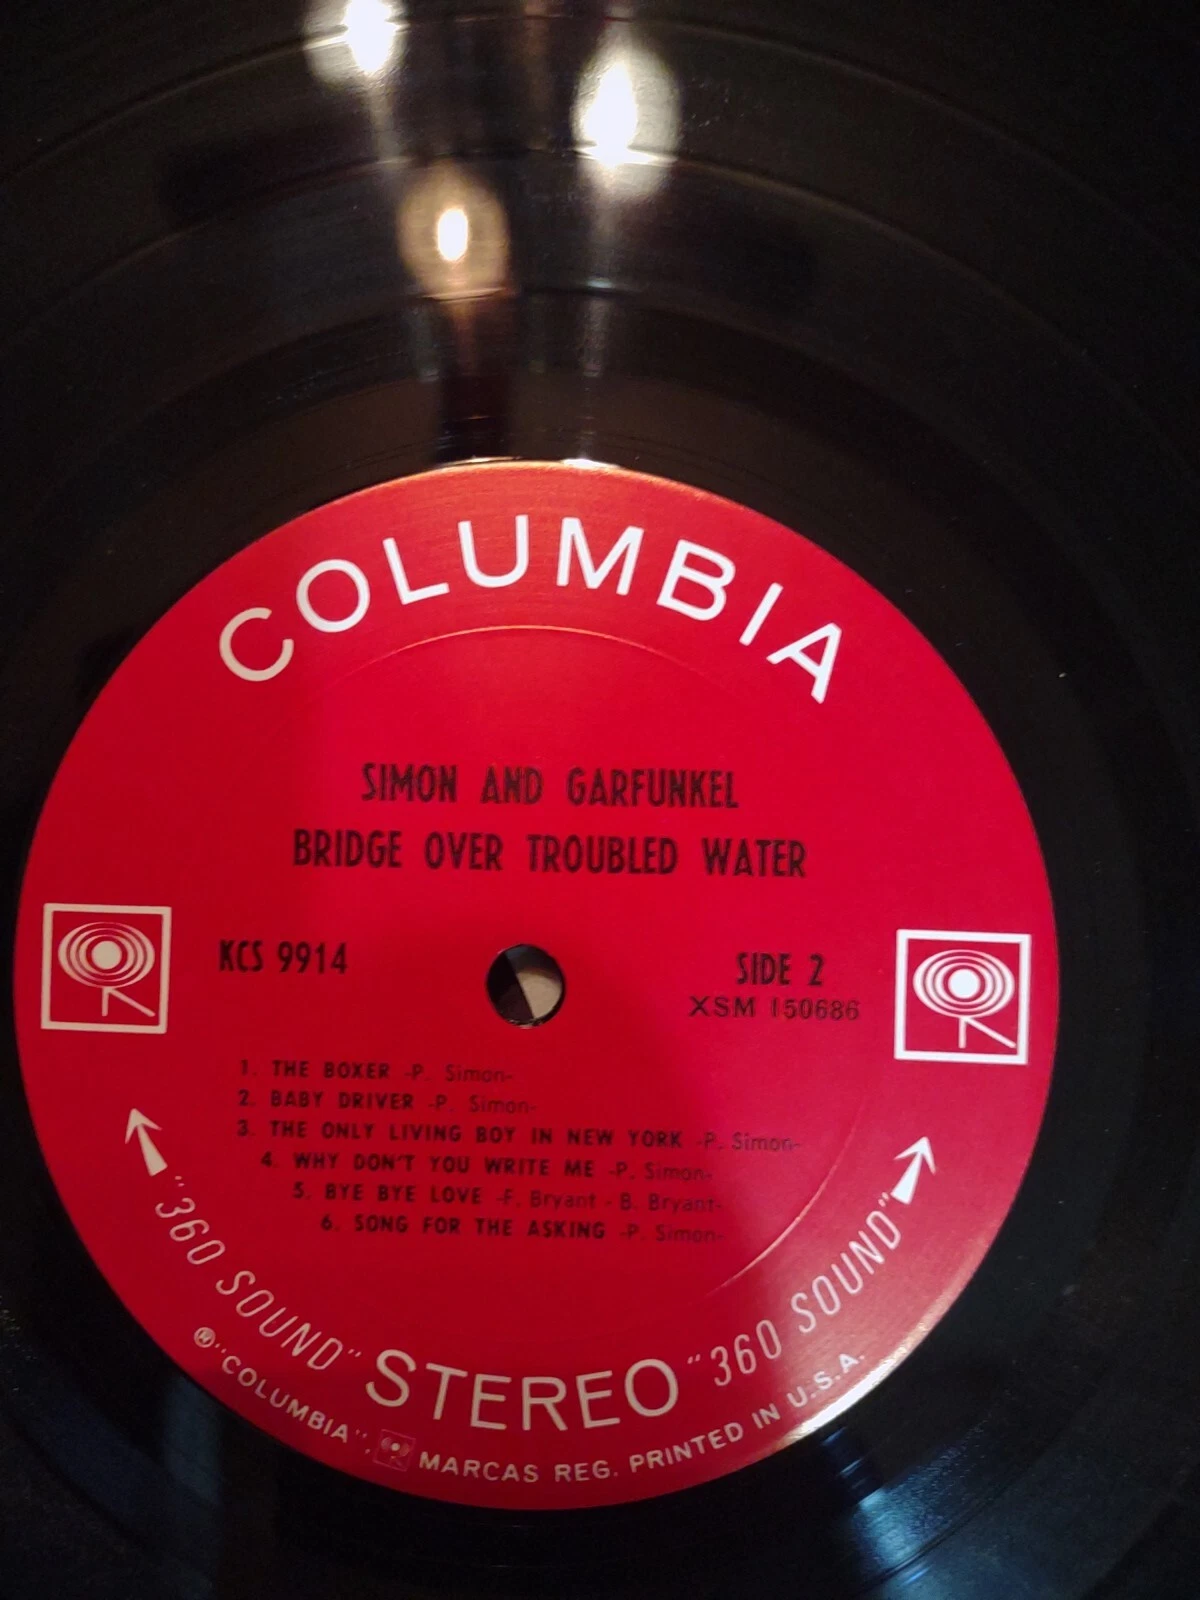 COLUMBIA
SIMON AND GARFUNKEL
BRIDGE OVER TROUBLED WATER
KCS 9914
SIDE 2
XSM 150686
1. THE BOXER -P. Simon-
2. BABY DRIVER -P. Simon-
3. THE ONLY LIVING BOY IN NEW YORK -P. Simon-
4. WHY DON'T YOU WRITE ME -P. Simon-
5. BYE BYE LOVE -F. Bryant - B. Bryant-
6. SONG FOR THE ASKING -P. Simon-
"360 SOUND" STEREO "360 SOUND"
®"COLUMBIA", MARCAS REG. PRINTED IN U.S.A.